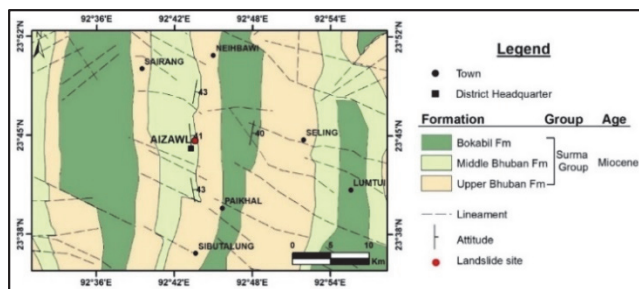 92°36'E 92°42'E 92°48'E 92°54'E
23°52'N 23°52'N
NEIHBAWI
SAIRANG
43
23°45'N 23°45'N
AIZAWL
41
40
SELING
43
LUMTUI
PAIKHAL
23°38'N 23°38'N
SIBUTALUNG
0 5 10
Km
92°36'E 92°42'E 92°48'E 92°54'E
Legend
Town
District Headquarter
Formation Group Age
Bokabil Fm
Middle Bhuban Fm
Upper Bhuban Fm
Surma
Group
Miocene
Lineament
Attitude
Landslide site